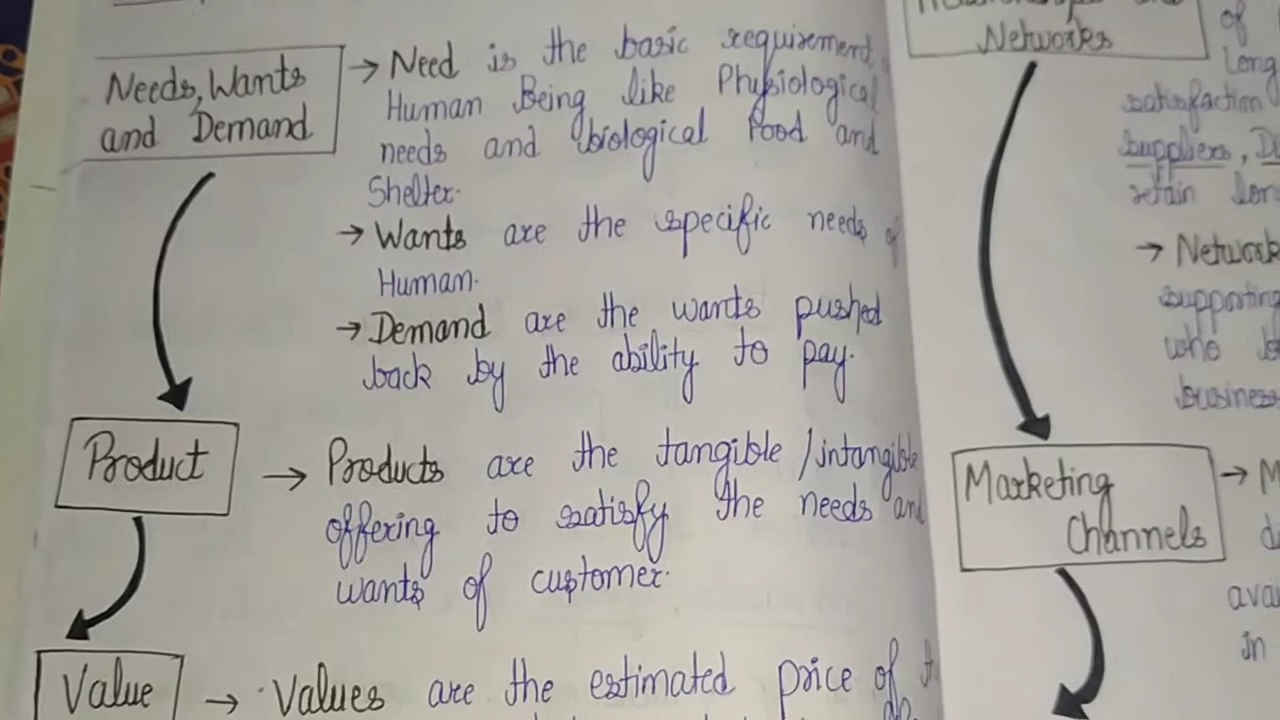 Needs, Wants
and Demand
→ Need is the basic requirement
Human Being like Physiological
needs and biological Food and
Shelter.
→ Wants are the specific needs of
Human.
→ Demand are the wants pushed
back by the ability to pay.
Product
→ Products are the tangible / intangible
offering to satisfy the needs and
wants of customer.
Value
→ Values are the estimated price of
Networks
of
Long
satisfaction
suppliers,
retain
→ Network
supporting
who
business
Marketing
Channels
→ M
in